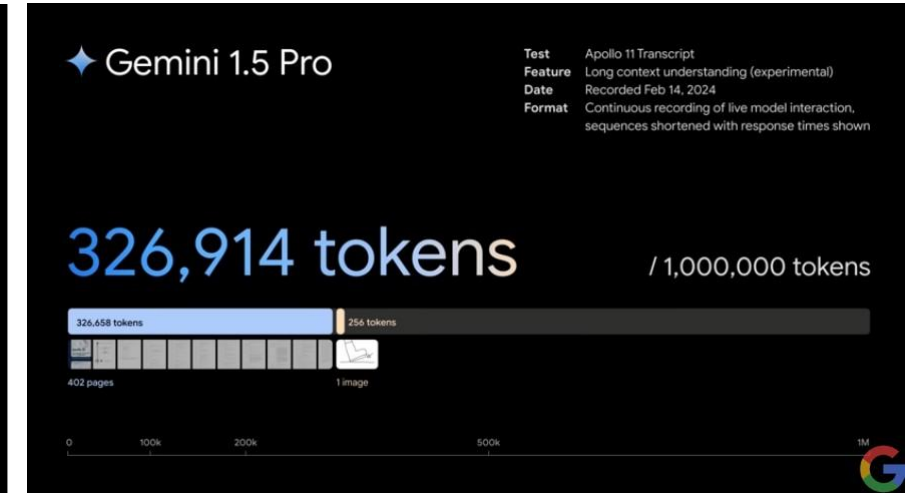 Gemini 1.5 Pro
Test Apollo 11 Transcript
Feature Long context understanding (experimental)
Date Recorded Feb 14, 2024
Format Continuous recording of live model interaction,
sequences shortened with response times shown
326,914 tokens / 1,000,000 tokens
326,658 tokens 256 tokens
402 pages 1 image
0 100k 200k 500k 1M